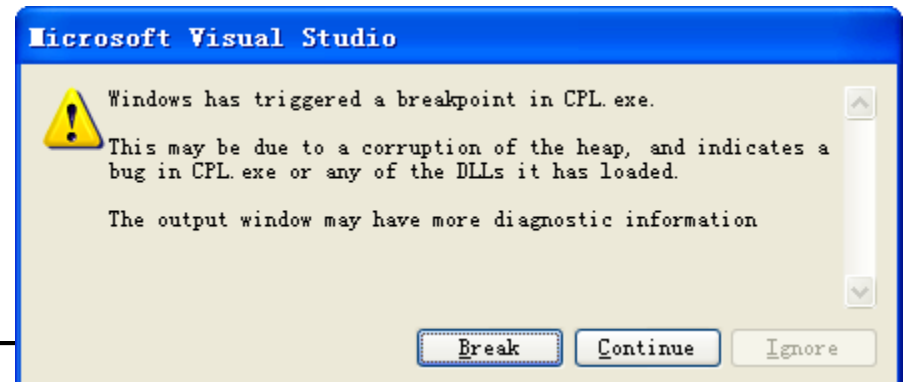 Microsoft Visual Studio
Windows has triggered a breakpoint in CPL.exe.
This may be due to a corruption of the heap, and indicates a
bug in CPL.exe or any of the DLLs it has loaded.
The output window may have more diagnostic information
Break
Continue
Ignore